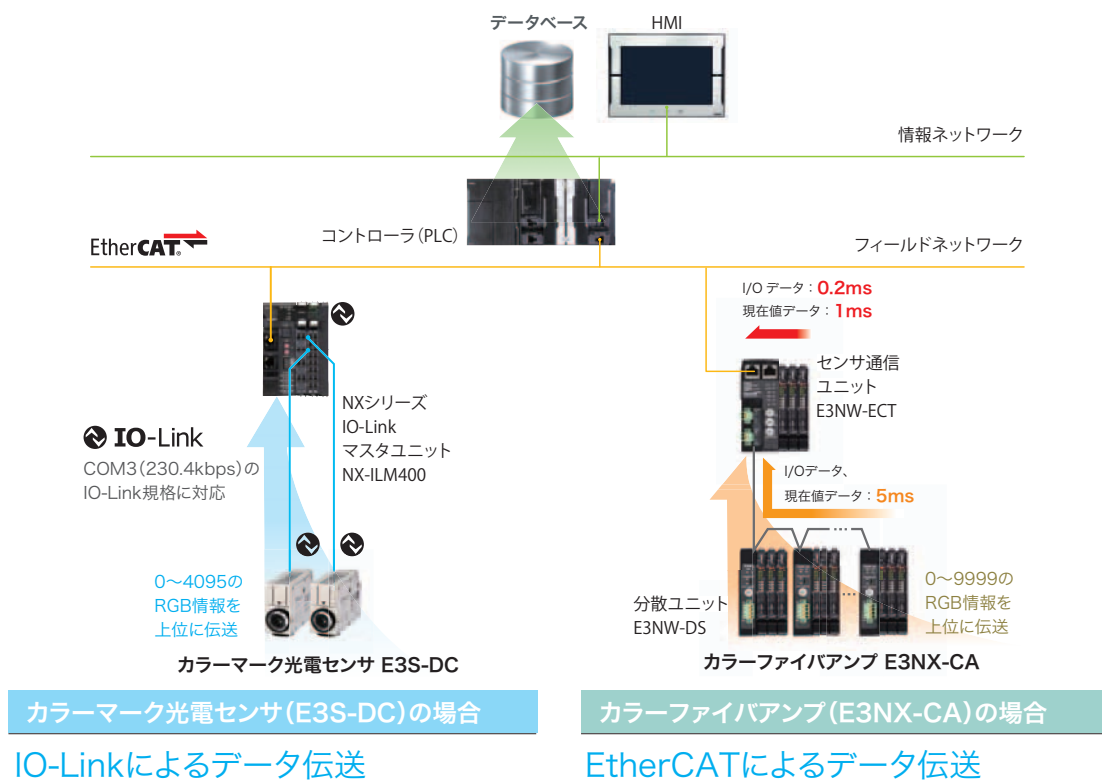 データベース
HMI
情報ネットワーク
コントローラ(PLC)
EtherCAT®
フィールドネットワーク
I/O データ：0.2ms
現在値データ：1ms
センサ通信
ユニット
E3NW-ECT
NXシリーズ
IO-Link
マスタユニット
NX-ILM400
IO-Link
COM3(230.4kbps)の
IO-Link規格に対応
I/Oデータ、
現在値データ：5ms
0〜4095の
RGB情報を
上位に伝送
分散ユニット
E3NW-DS
0〜9999の
RGB情報を
上位に伝送
カラーマーク光電センサ E3S-DC
カラーファイバアンプ E3NX-CA
カラーマーク光電センサ(E3S-DC)の場合
カラーファイバアンプ(E3NX-CA)の場合
IO-Linkによるデータ伝送
EtherCATによるデータ伝送